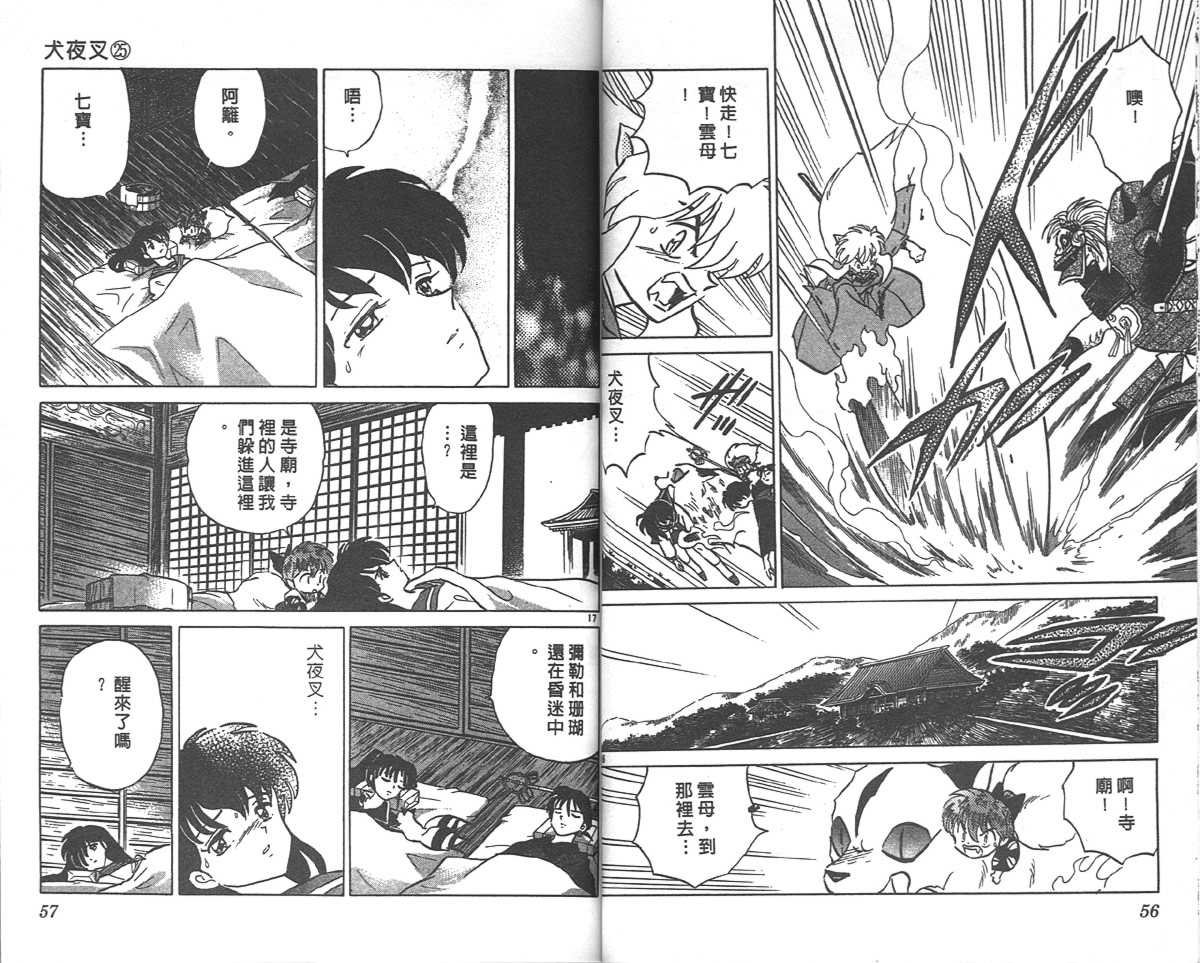 噢！
快走！七
寶！雲母
！
犬夜叉…
啊！寺
廟！
雲母，到
那裡去…
56
犬夜叉㉕
唔…
阿籬。
七寶…
這裡是
…？
是寺廟，寺
裡的人讓我
們躲進這裡
。
17
彌勒和珊瑚
還在昏迷中
。
犬夜叉…
醒來了嗎
？
57